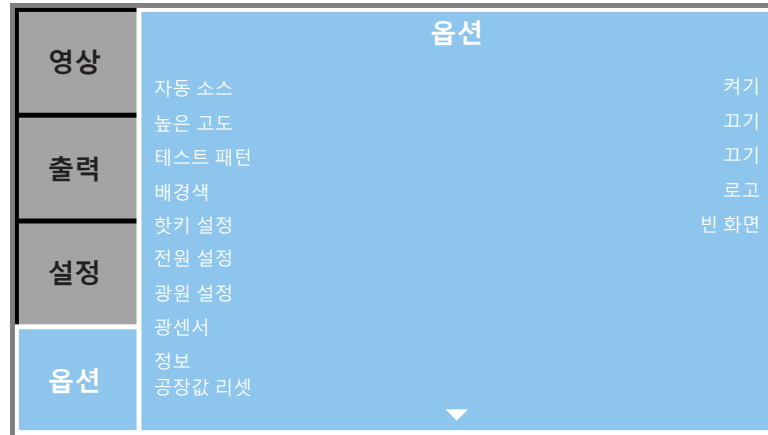 영상
출력
설정
옵션
옵션
자동 소스 켜기
높은 고도 끄기
테스트 패턴 끄기
배경색 로고
핫키 설정 빈 화면
전원 설정
광원 설정
광센서
정보
공장값 리셋